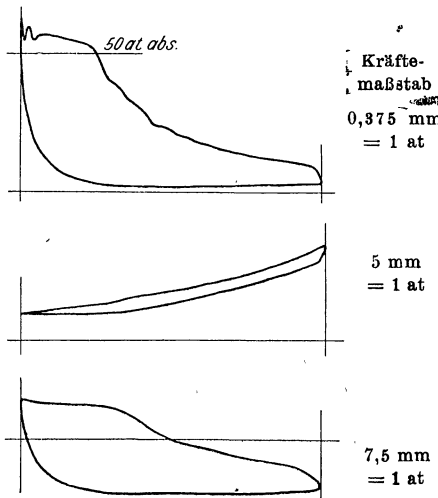 50 at abs.
Kräfte-
maßstab
0,375 mm
= 1 at
5 mm
= 1 at
7,5 mm
= 1 at